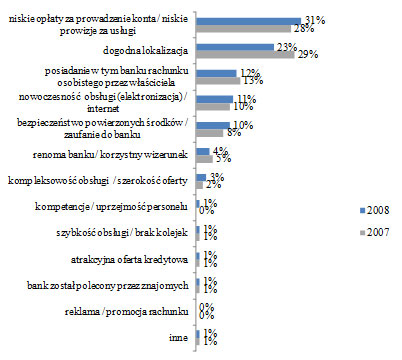 niskie opłaty za prowadzenie konta / niskie
prowizje za usługi
31%
28%
dogodna lokalizacja
23%
29%
posiadanie w tym banku rachunku
osobistego przez właściciela
12%
13%
nowoczesność obsługi (elektronizacja) /
internet
11%
10%
bezpieczeństwo powierzonych środków /
zaufanie do banku
10%
8%
renoma banku / korzystny wizerunek
4%
5%
kompleksowość obsługi / szerokość oferty
3%
2%
kompetencje / uprzejmość personelu
1%
0%
szybkość obsługi / brak kolejek
1%
1%
atrakcyjna oferta kredytowa
1%
1%
bank został polecony przez znajomych
1%
1%
reklama / promocja rachunku
0%
0%
inne
1%
1%
2008
2007